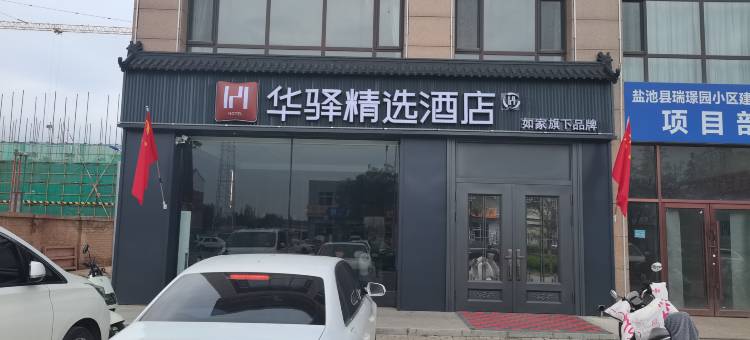 华驿精选酒店
H
HOTEL
如家旗下品牌
盐池县瑞璟园小区建
项目部